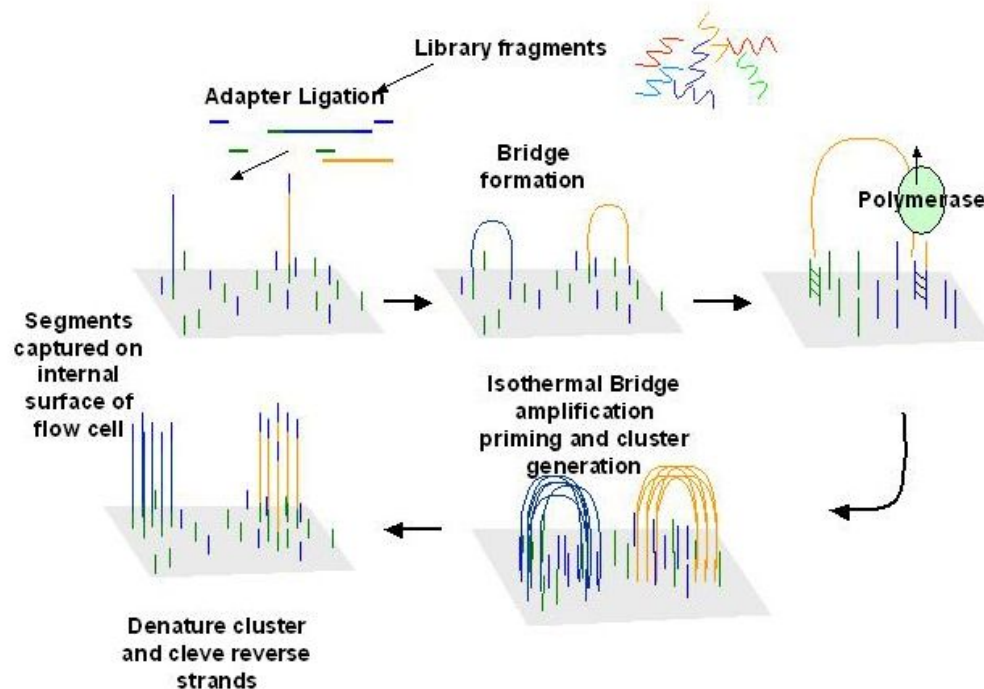 Library fragments
Adapter Ligation
Bridge
formation
Polymerase
Segments
captured on
internal
surface of
flow cell
Isothermal Bridge
amplification
priming and cluster
generation
Denature cluster
and cleve reverse
strands